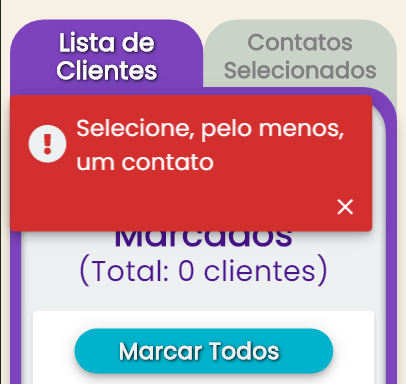 Lista de
Clientes
Contatos
Selecionados
Selecione, pelo menos,
um contato
Marcados
(Total: 0 clientes)
Marcar Todos